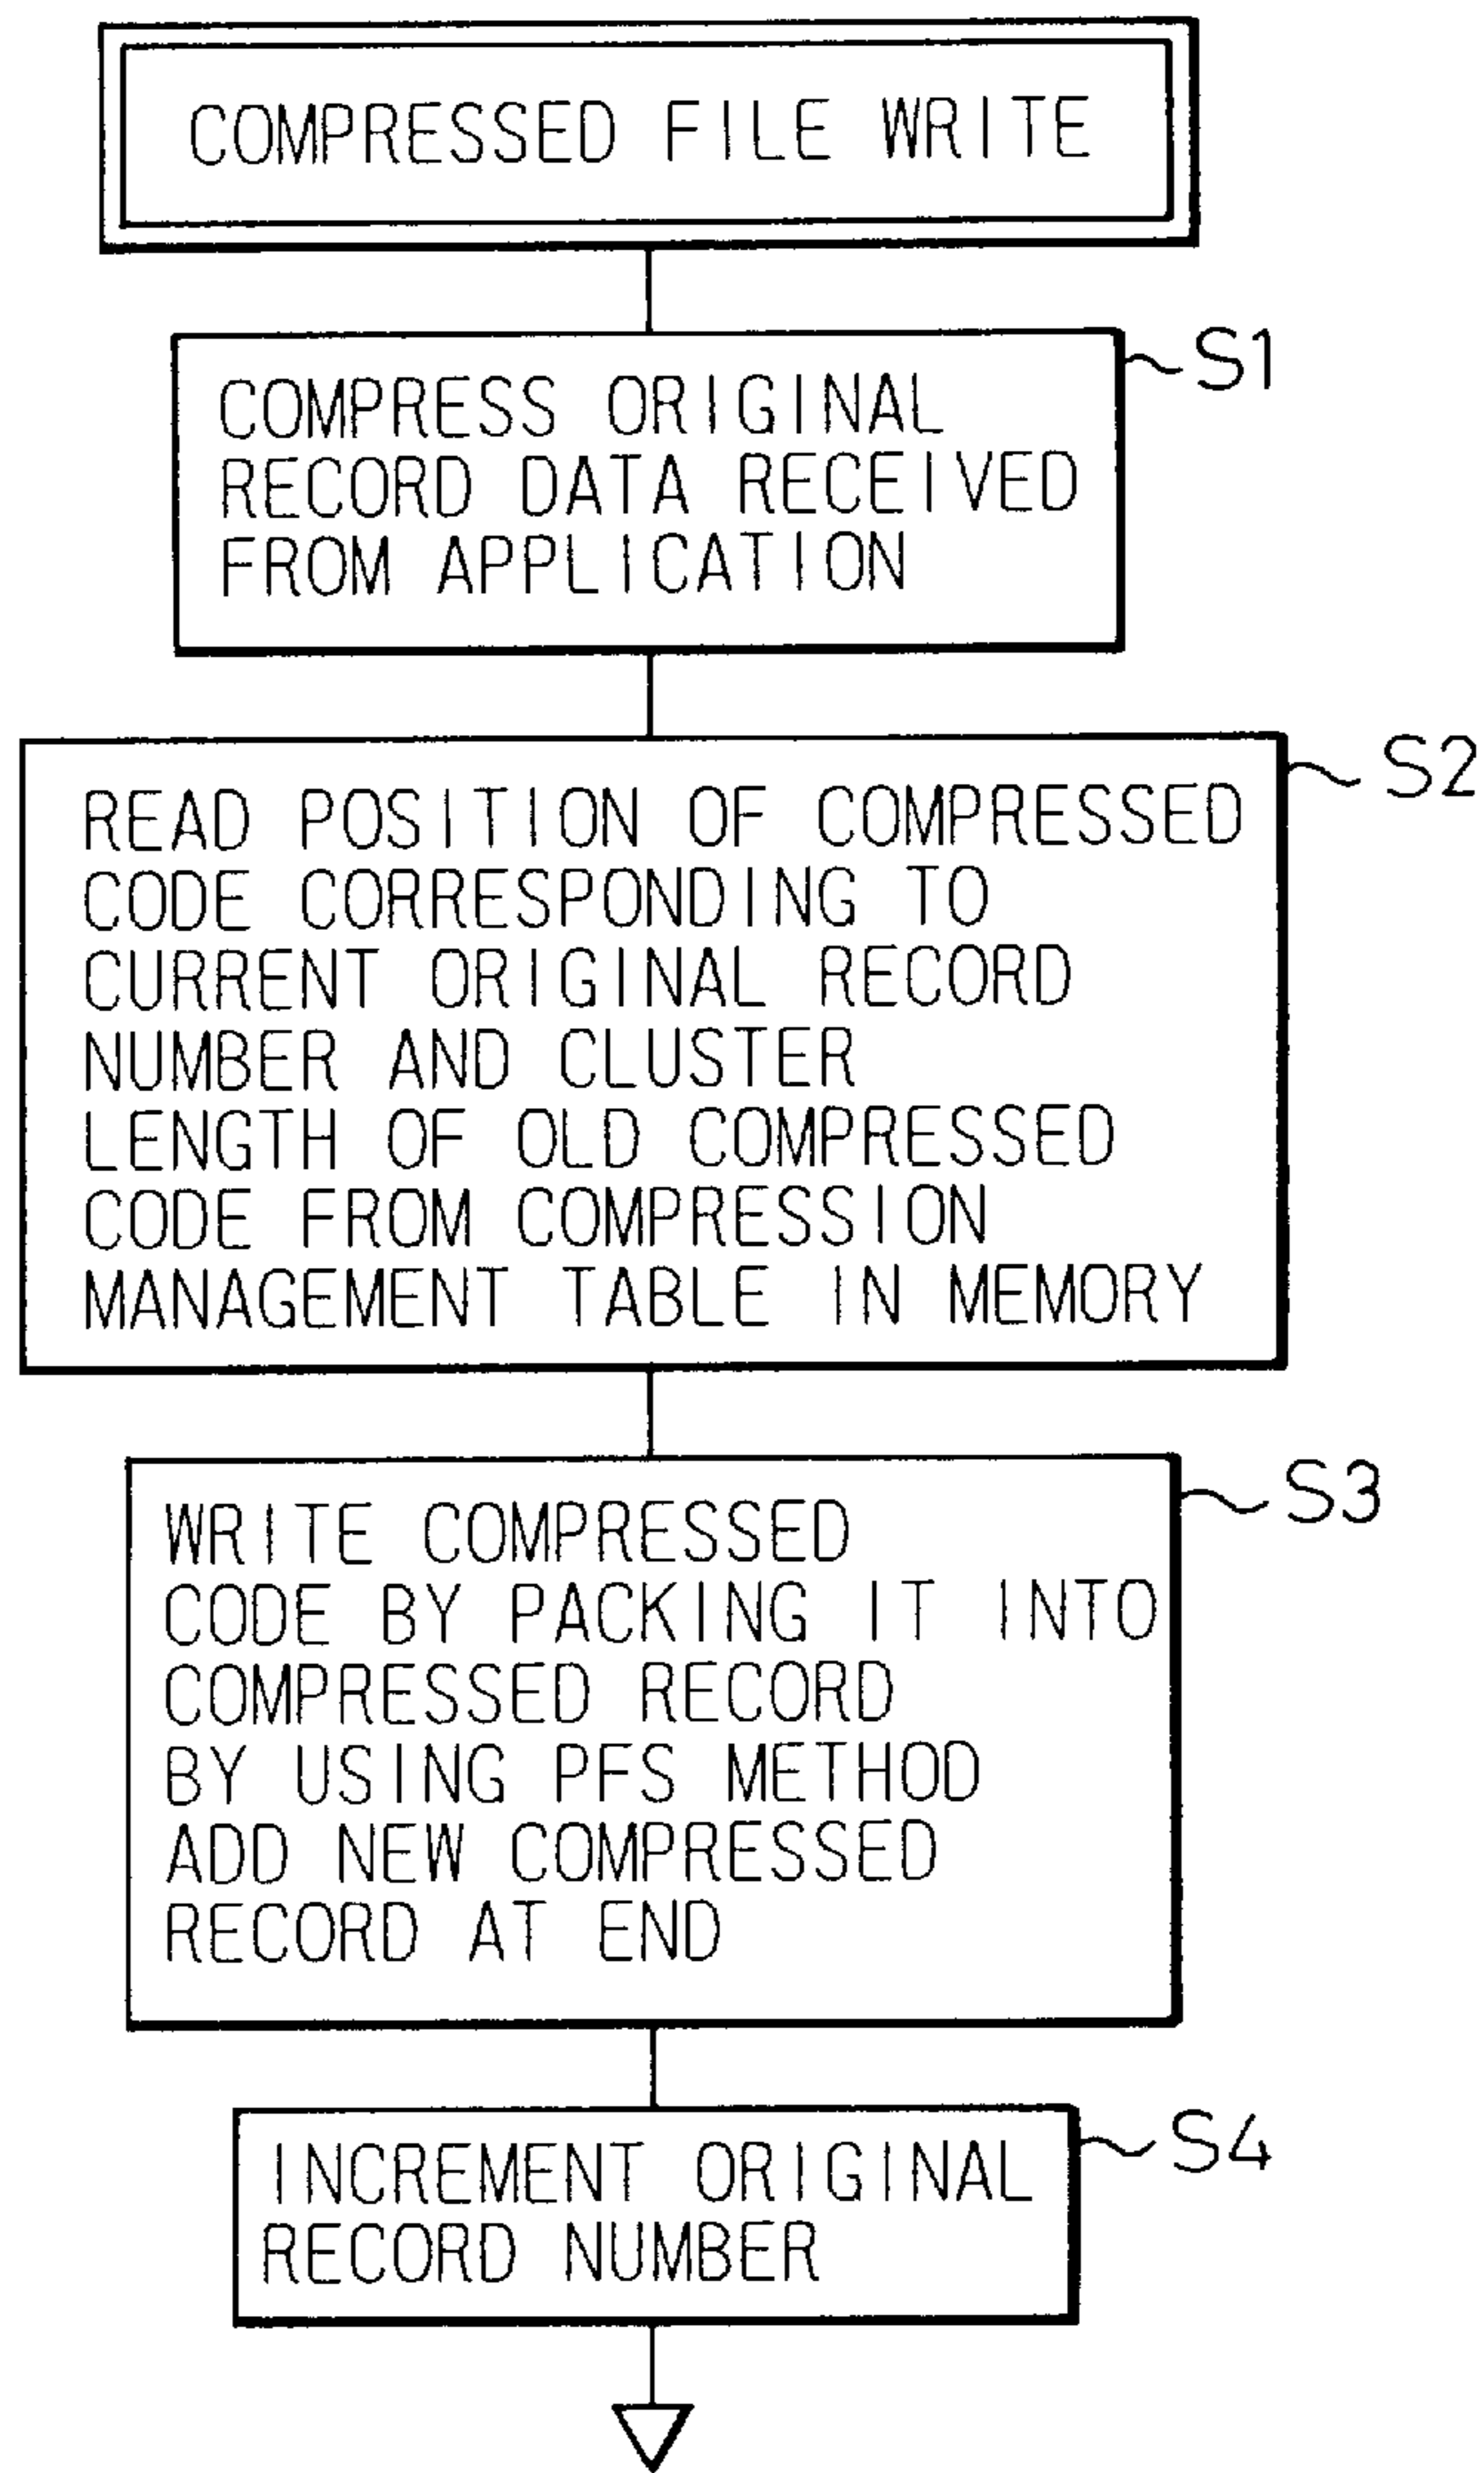 COMPRESSED FILE WRITE
S1
COMPRESS ORIGINAL
RECORD DATA RECEIVED
FROM APPLICATION
S2
READ POSITION OF COMPRESSED
CODE CORRESPONDING TO
CURRENT ORIGINAL RECORD
NUMBER AND CLUSTER
LENGTH OF OLD COMPRESSED
CODE FROM COMPRESSION
MANAGEMENT TABLE IN MEMORY
S3
WRITE COMPRESSED
CODE BY PACKING IT INTO
COMPRESSED RECORD
BY USING PFS METHOD
ADD NEW COMPRESSED
RECORD AT END
S4
INCREMENT ORIGINAL
RECORD NUMBER